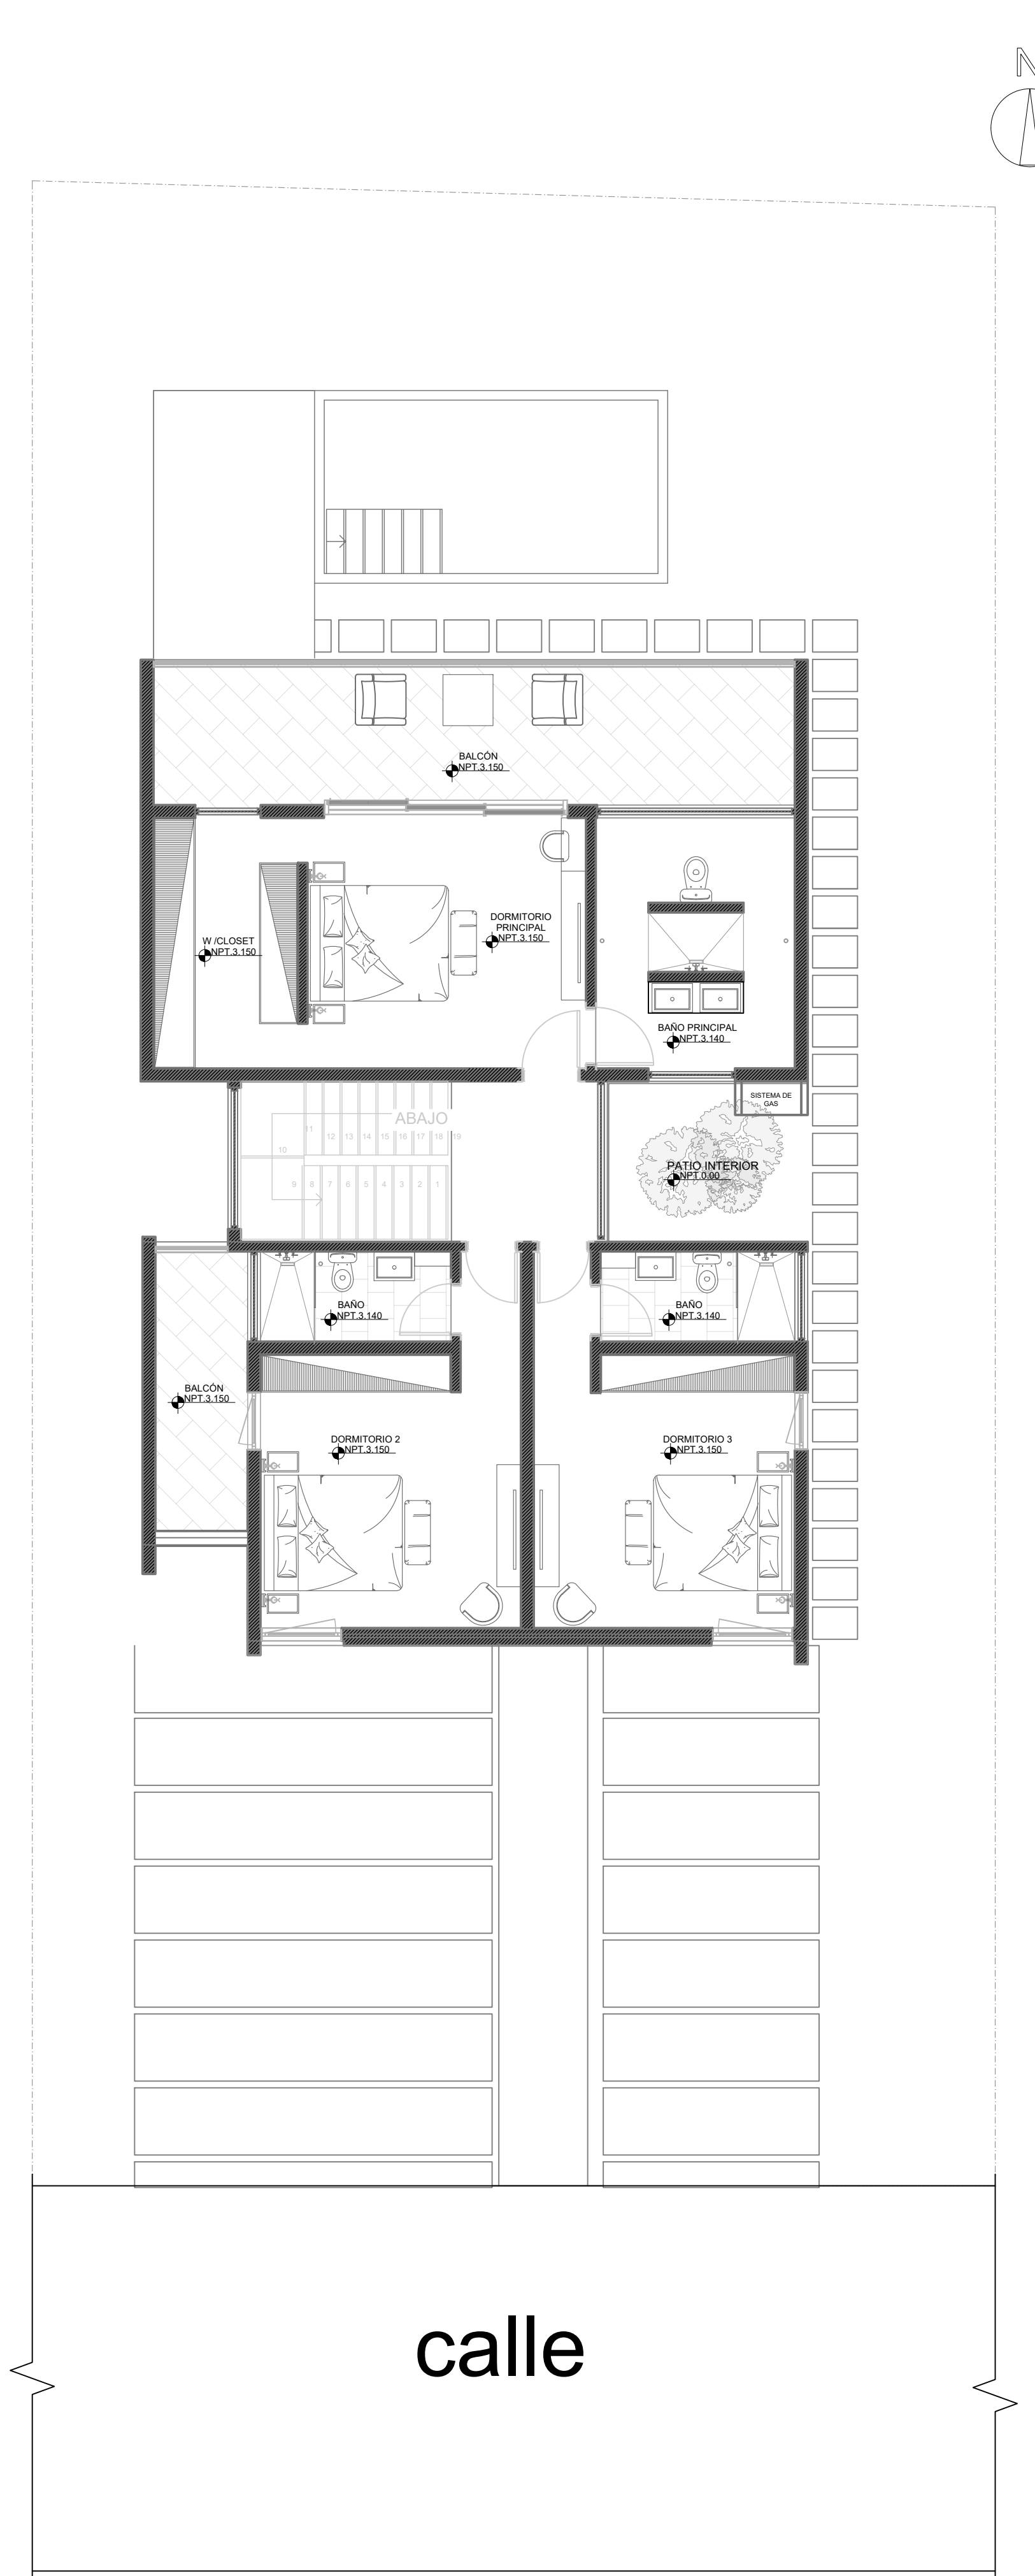 N
BALCÓN
NPT.3.150
DORMITORIO
PRINCIPAL
NPT.3.150
W /CLOSET
NPT.3.150
BAÑO PRINCIPAL
NPT.3.140
SISTEMA DE
GAS
ABAJO
11
12 13 14 15 16 17 18 19
10
9 8 7 6 5 4 3 2 1
PATIO INTERIOR
NPT.0.00
BAÑO
NPT.3.140
BAÑO
NPT.3.140
BALCÓN
NPT.3.150
DORMITORIO 2
NPT.3.150
DORMITORIO 3
NPT.3.150
calle